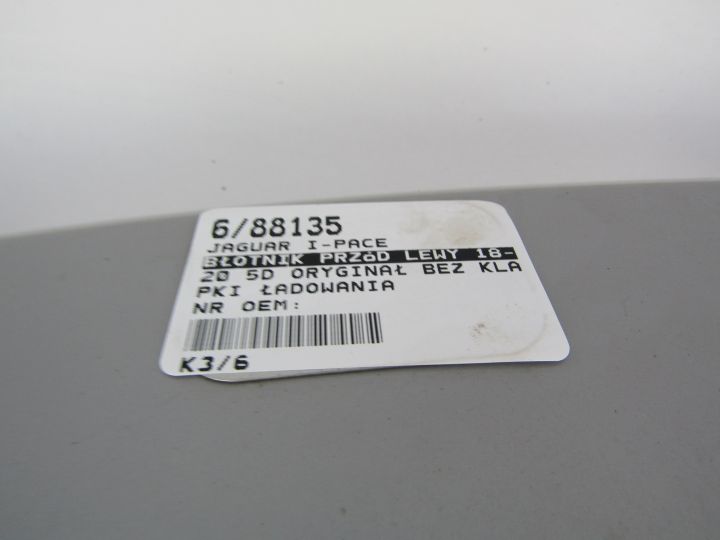 6/88135
JAGUAR I-PACE
BŁOTNIK PRZÓD LEWY 18-
20 5D ORYGINAŁ BEZ KLA
PKI ŁADOWANIA
NR OEM:
K3/6